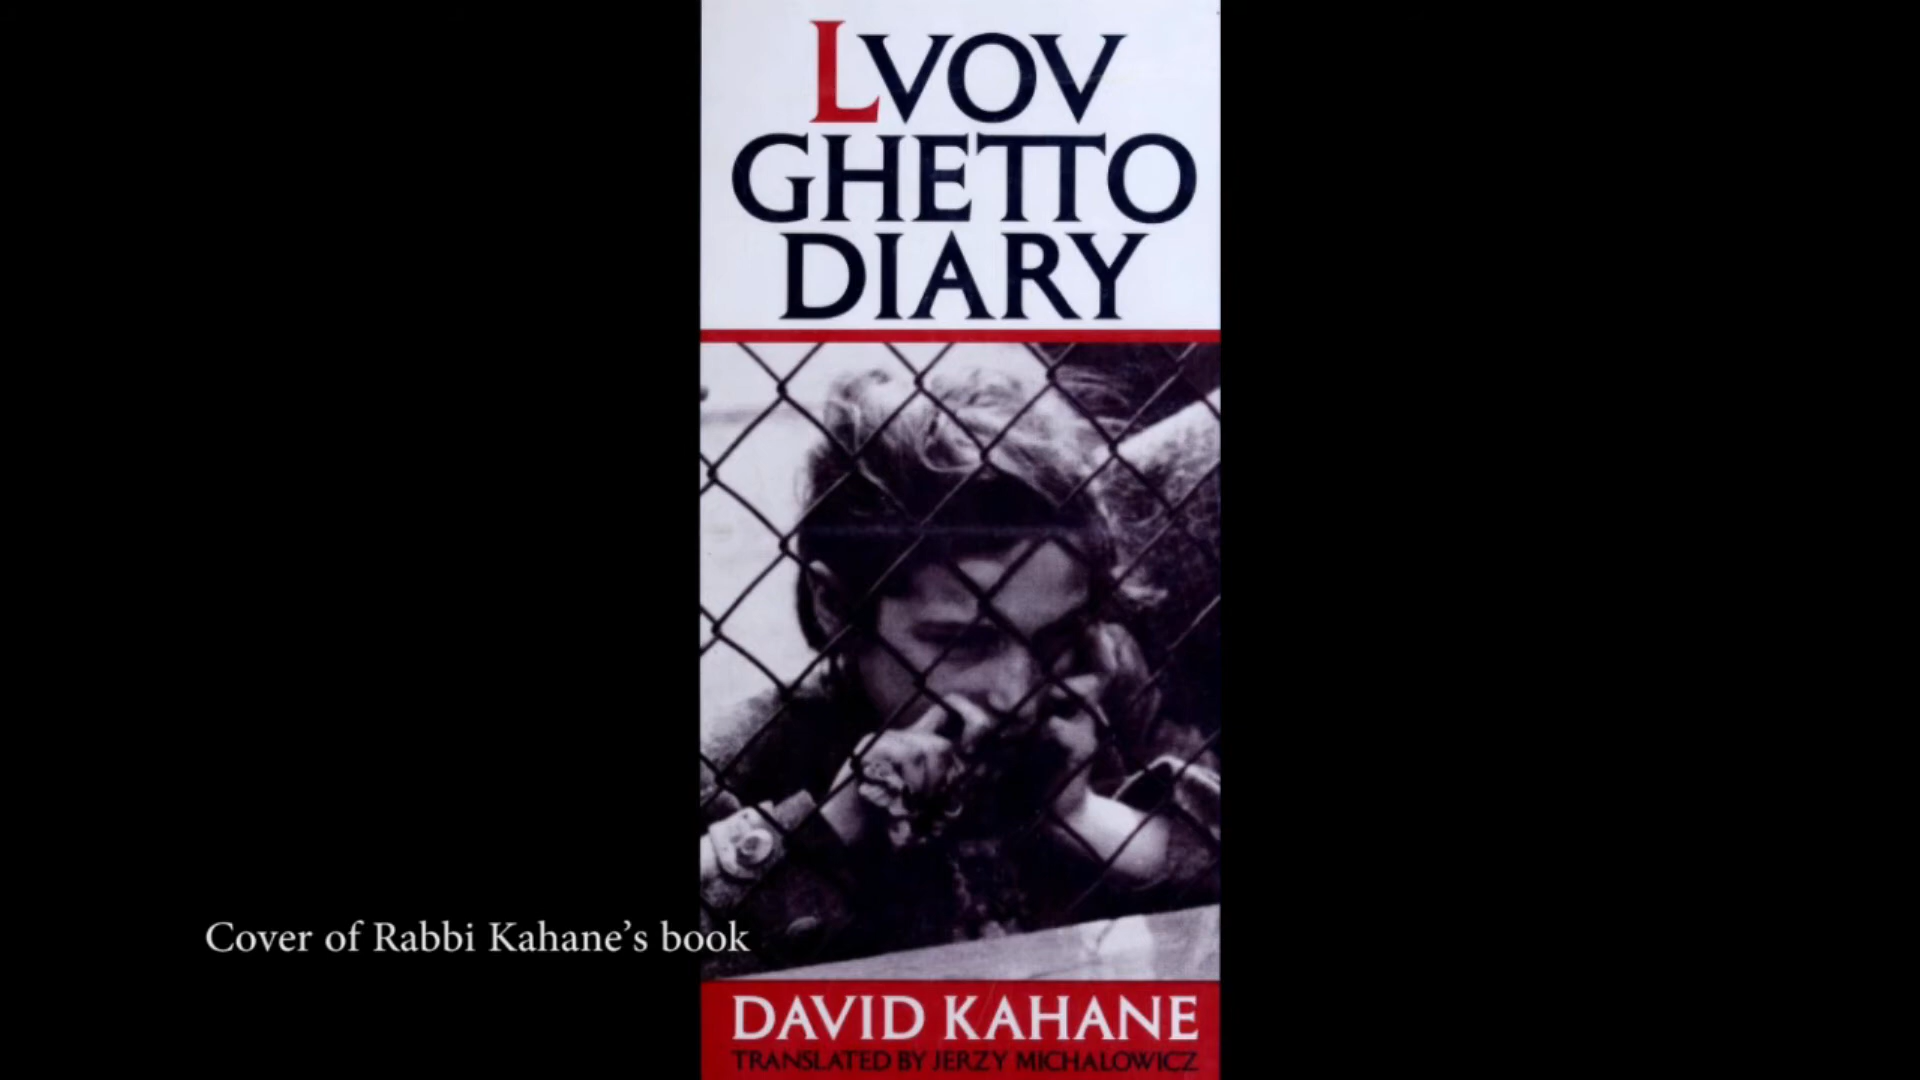 LVOV
GHETTO
DIARY
Cover of Rabbi Kahane’s book
DAVID KAHANE
TRANSLATED BY JERZY MICHALOWICZ